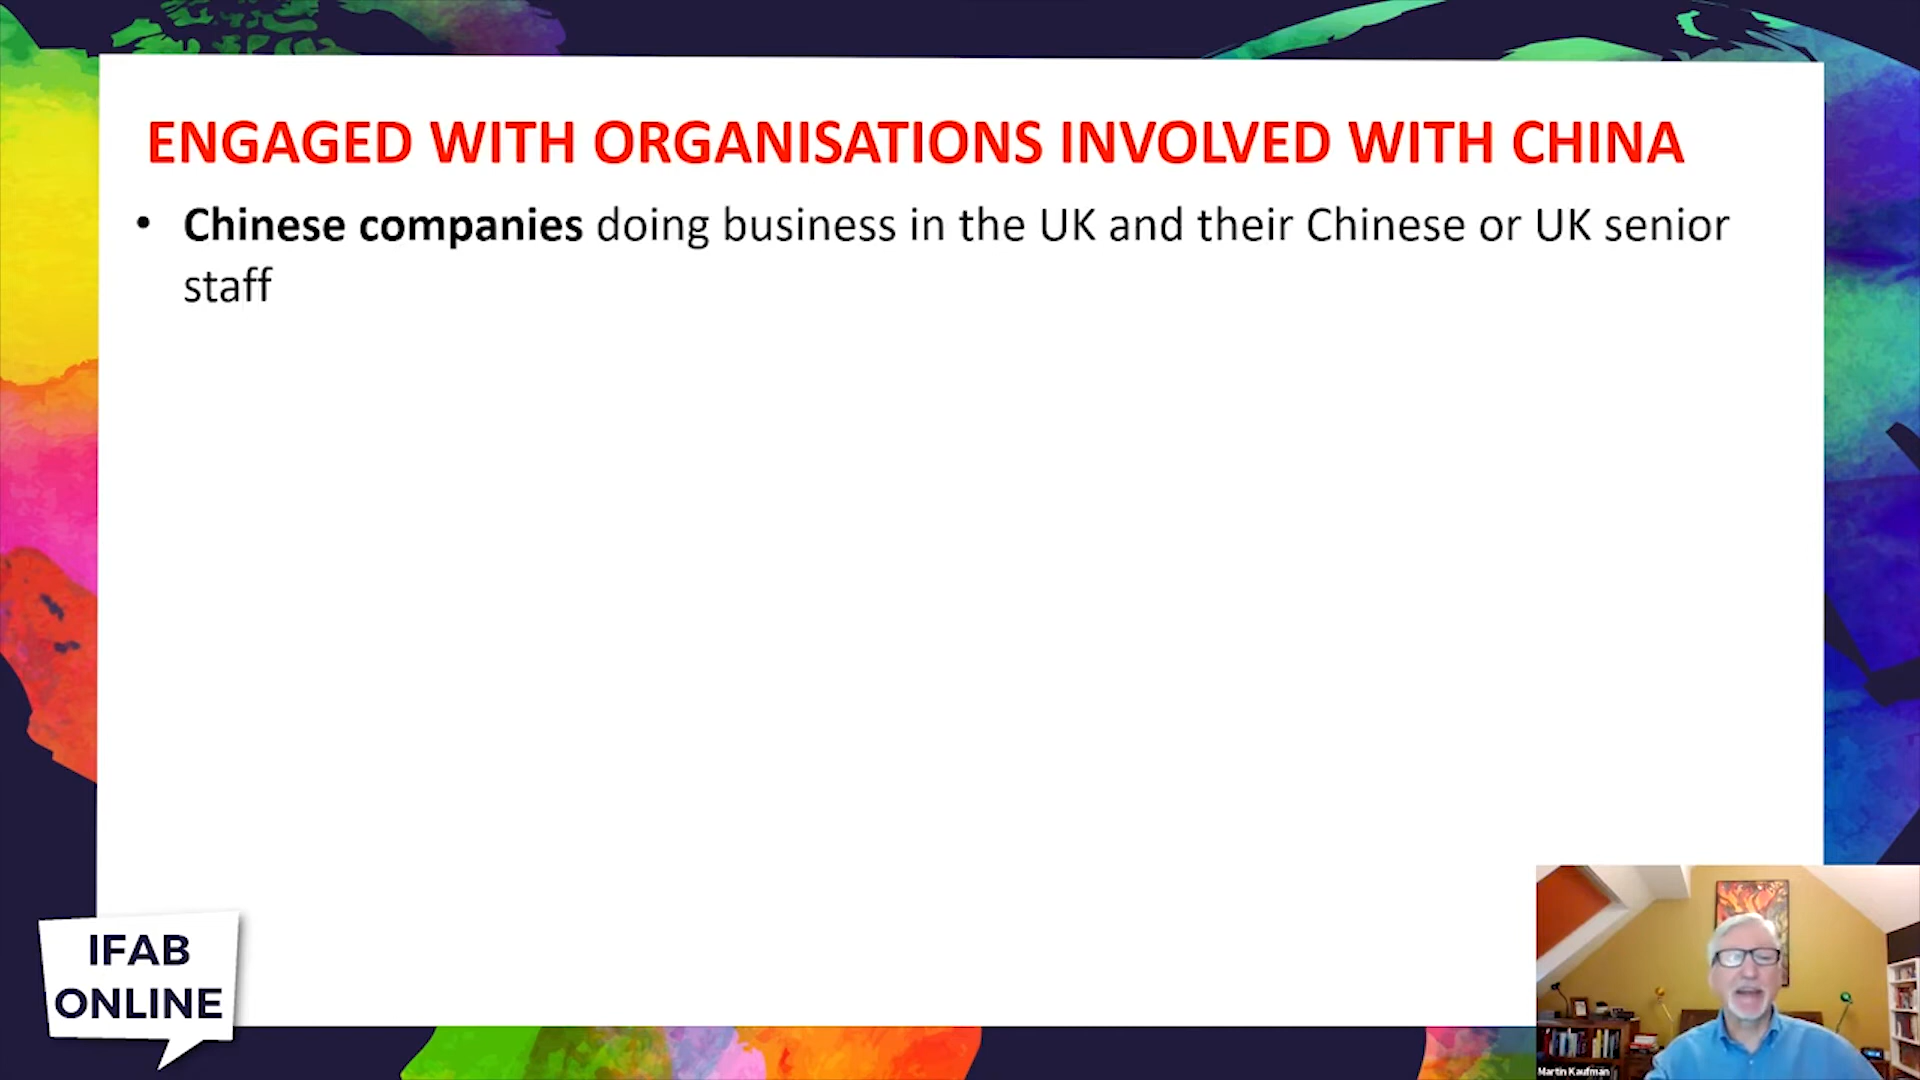 ENGAGED WITH ORGANISATIONS INVOLVED WITH CHINA
• Chinese companies doing business in the UK and their Chinese or UK senior
staff
IFAB
ONLINE
Martin Kaufman